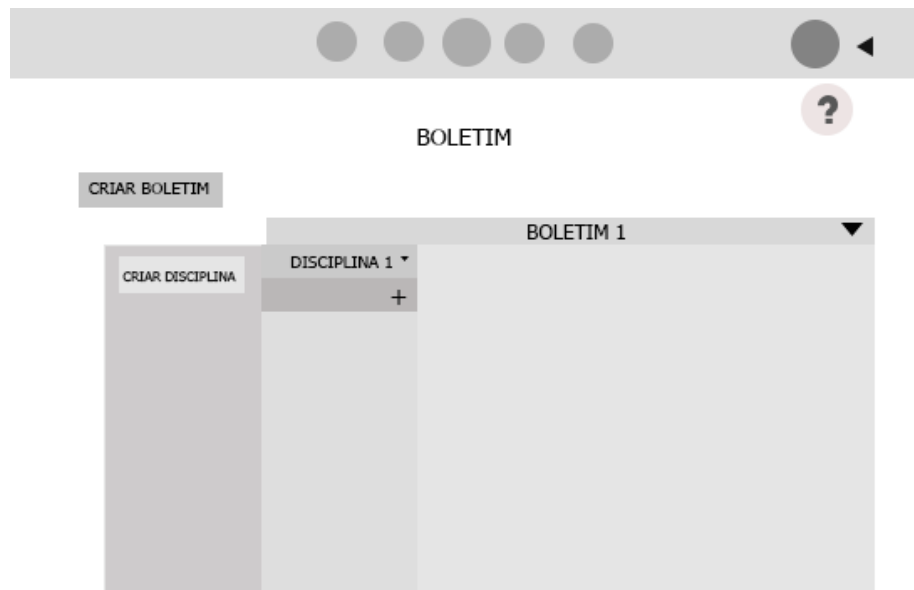 ?
BOLETIM
CRIAR BOLETIM
BOLETIM 1
CRIAR DISCIPLINA
DISCIPLINA 1
+